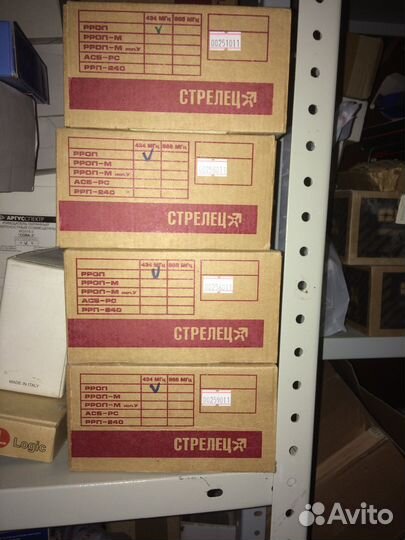 434 МГц 868 МГц
РРОП
РРОП-М
РРОП-М исп.У
АСБ-РС
РРП-240
00251011
СТРЕЛЕЦ
434 МГц 868 МГц
РРОП
РРОП-М
РРОП-М исп.У
АСБ-РС
РРП-240
СТРЕЛЕЦ
434 МГц 868 МГц
РРОП
РРОП-М
РРОП-М исп.У
АСБ-РС
РРП-240
СТРЕЛЕЦ
434 МГц 868 МГц
РРОП
РРОП-М
РРОП-М исп.У
АСБ-РС
РРП-240
00259011
СТРЕЛЕЦ
АРГУС-СПЕКТР
MADE IN ITALY
Logic
Avito